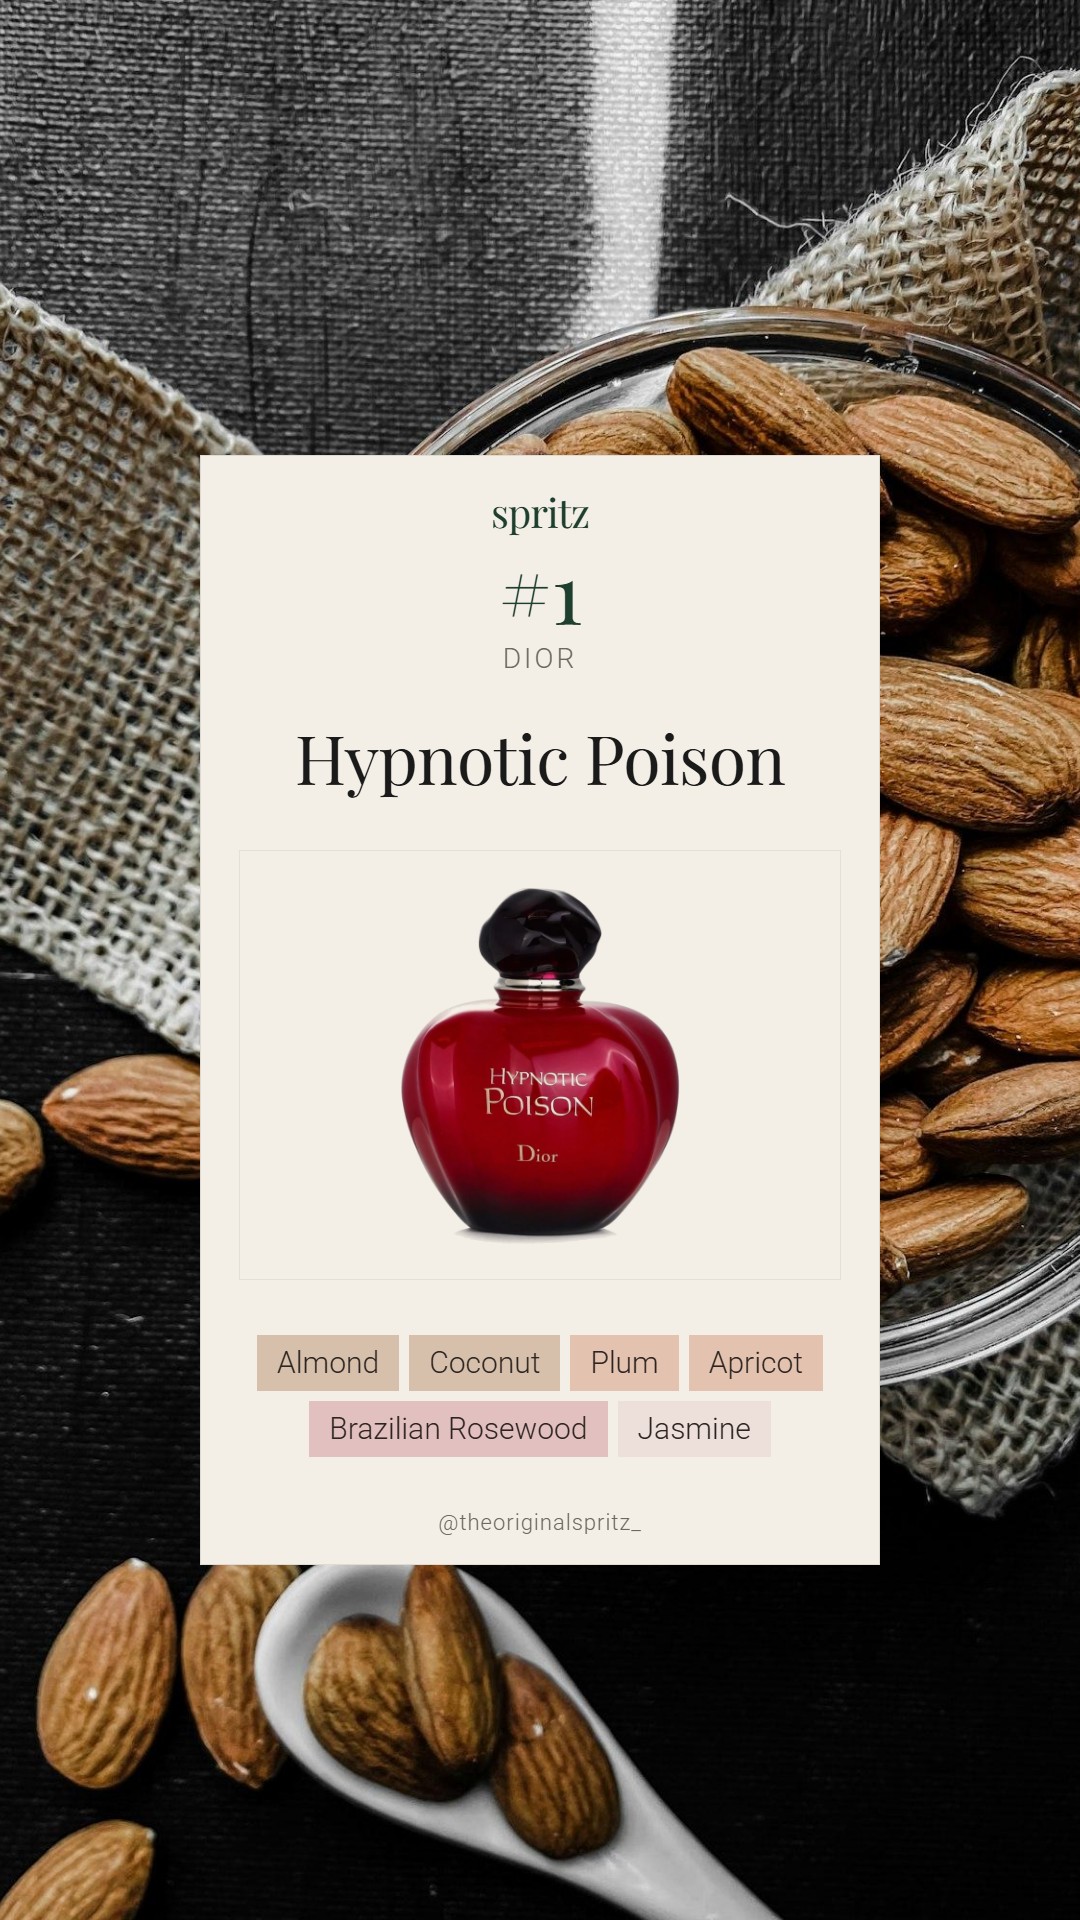 spritz
#1
DIOR
Hypnotic Poison
HYPNOTIC
POISON
Dior
Almond Coconut Plum Apricot
Brazilian Rosewood Jasmine
@theoriginalspritz_